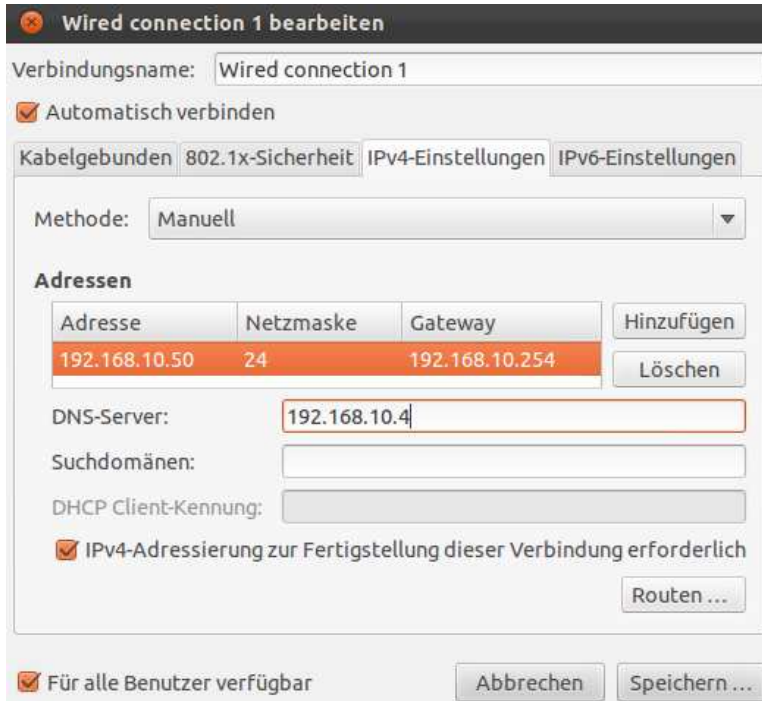 Wired connection 1 bearbeiten
Verbindungsname: Wired connection 1
Automatisch verbinden
Kabelgebunden 802.1x-Sicherheit IPv4-Einstellungen IPv6-Einstellungen
Methode: Manuell
Adressen
Adresse Netzmaske Gateway Hinzufügen
192.168.10.50 24 192.168.10.254
Löschen
DNS-Server: 192.168.10.4
Suchdomänen:
DHCP Client-Kennung:
IPv4-Adressierung zur Fertigstellung dieser Verbindung erforderlich
Routen ...
Für alle Benutzer verfügbar Abbrechen Speichern ...